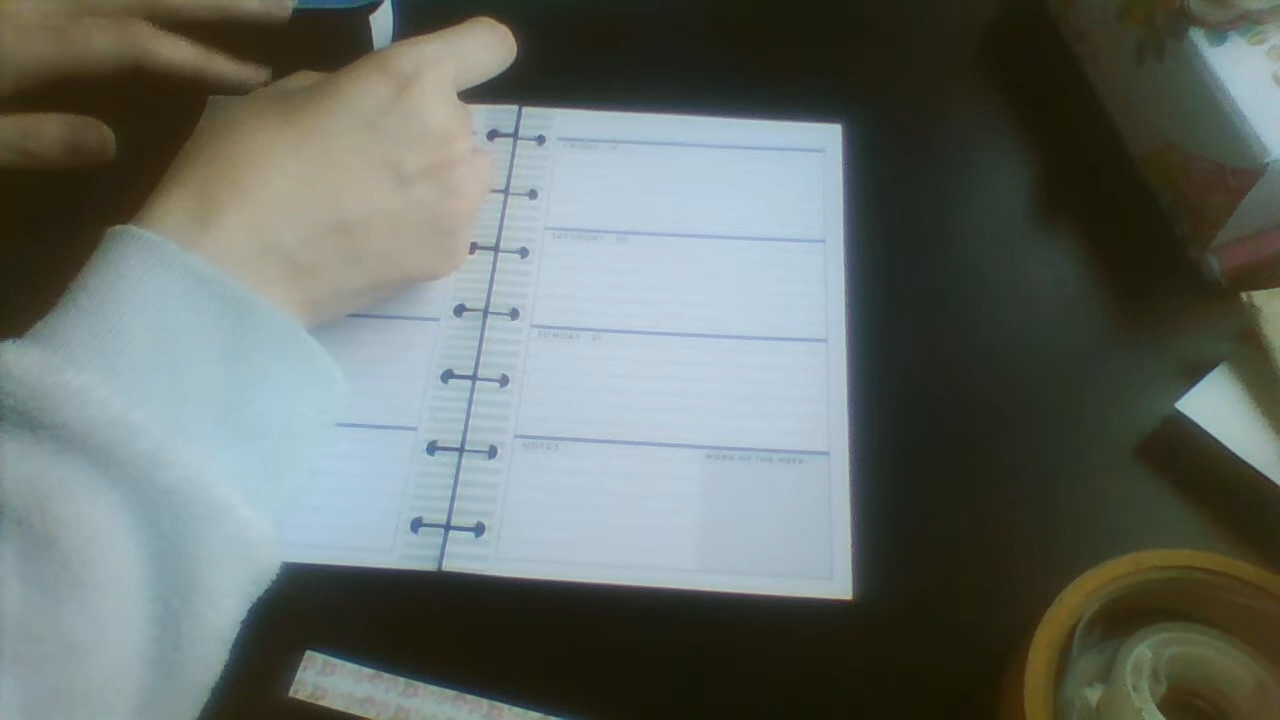 FRIDAY
SATURDAY
SUNDAY
NOTES
WORD OF THE WEEK